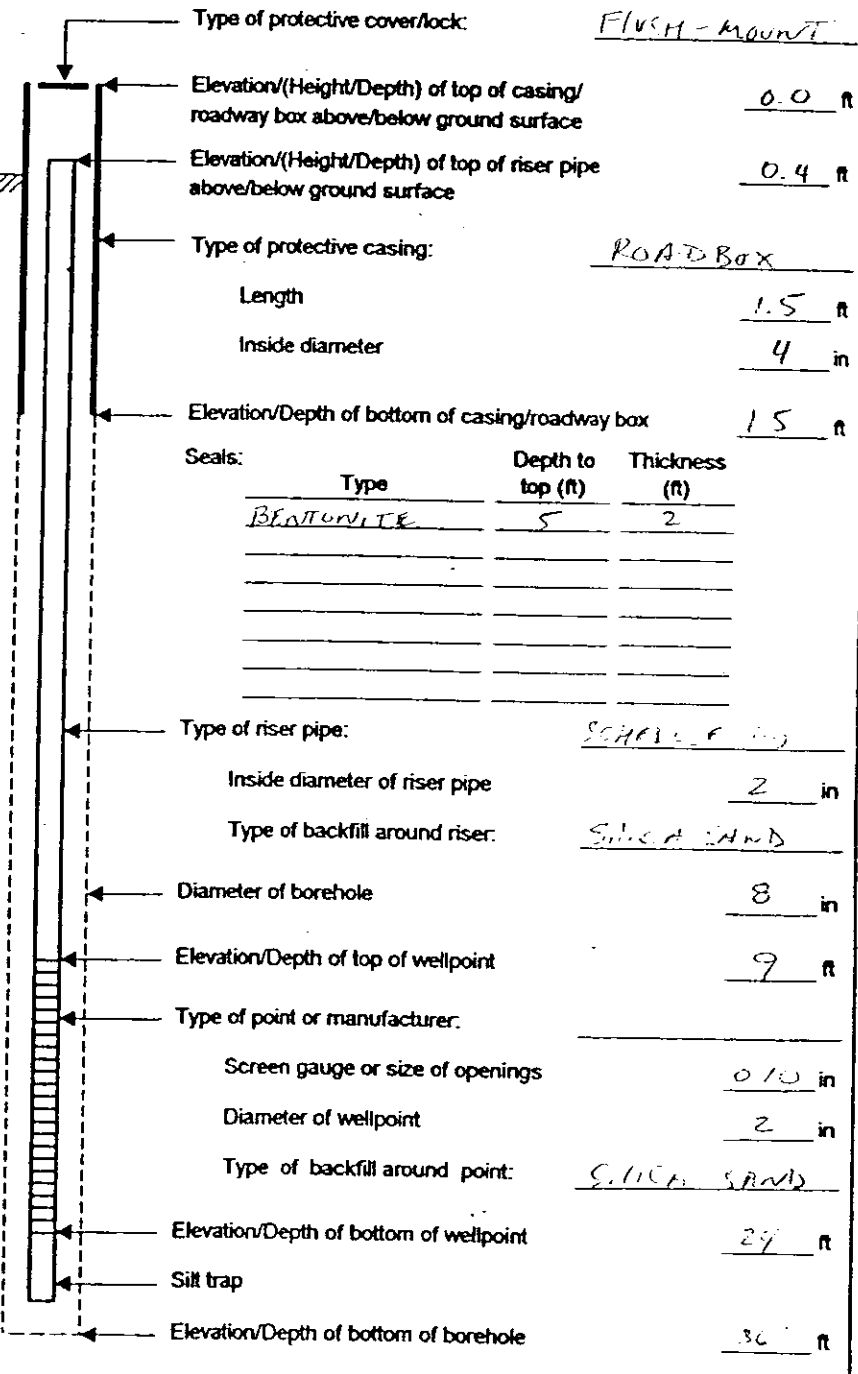 Type of protective cover/lock: FLUSH-MOUNT
Elevation/(Height/Depth) of top of casing/ 0.0 ft
roadway box above/below ground surface
Elevation/(Height/Depth) of top of riser pipe 0.4 ft
above/below ground surface
Type of protective casing: ROADBOX
Length 1.5 ft
Inside diameter 4 in
Elevation/Depth of bottom of casing/roadway box 1 5 ft
Seals: Depth to Thickness
Type top (ft) (ft)
BENTONITE 5 2
Type of riser pipe:
Inside diameter of riser pipe 2 in
Type of backfill around riser: SILICA SAND
Diameter of borehole 8 in
Elevation/Depth of top of wellpoint 9 ft
Type of point or manufacturer:
Screen gauge or size of openings 010 in
Diameter of wellpoint 2 in
Type of backfill around point: SILICA SAND
Elevation/Depth of bottom of wellpoint ft
Silt trap
Elevation/Depth of bottom of borehole ft